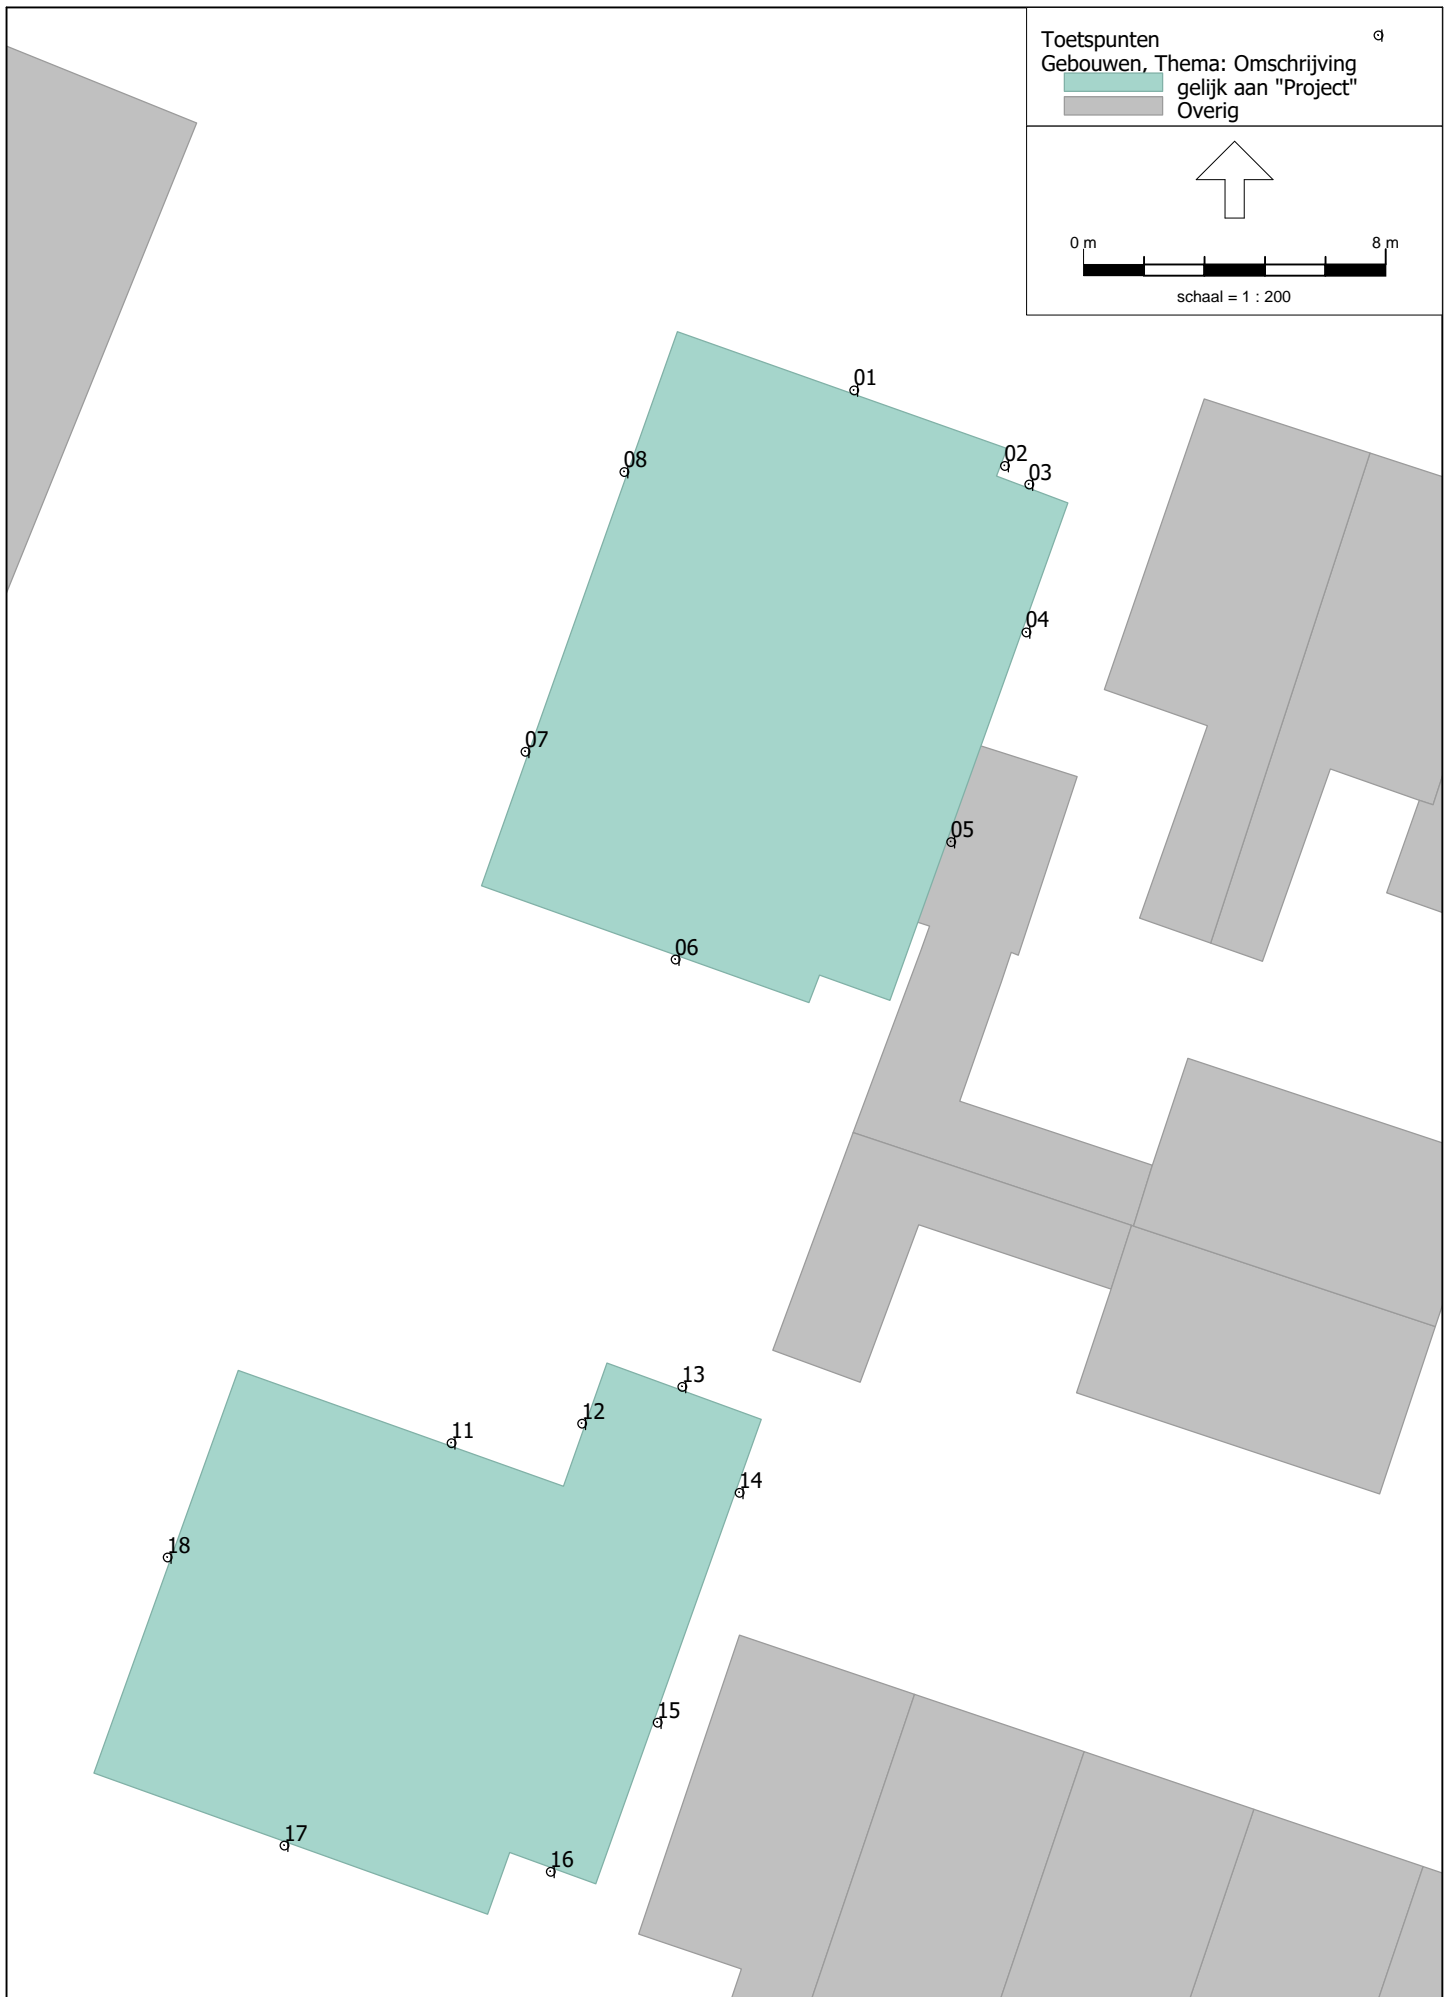 Toetspunten
Gebouwen, Thema: Omschrijving
gelijk aan "Project"
Overig
0 m 8 m
schaal = 1 : 200
01
02
03
08
04
07
05
06
13
12
11
14
18
15
17
16